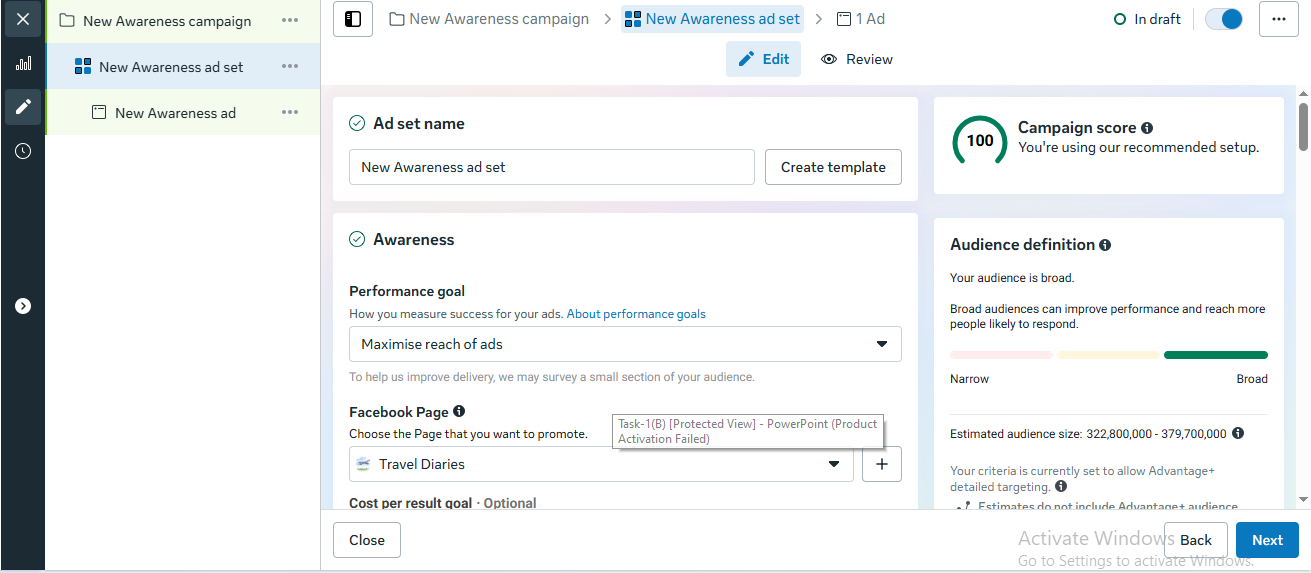 New Awareness campaign
New Awareness ad set
New Awareness ad
New Awareness campaign
New Awareness ad set
1 Ad
In draft
Edit
Review
Ad set name
New Awareness ad set
Create template
Awareness
Performance goal
How you measure success for your ads. About performance goals
Maximise reach of ads
To help us improve delivery, we may survey a small section of your audience.
Facebook Page
Choose the Page that you want to promote.
Task-1(B) [Protected View] - PowerPoint (Product
Activation Failed)
Travel Diaries
Cost per result goal · Optional
100
Campaign score
You're using our recommended setup.
Audience definition
Your audience is broad.
Broad audiences can improve performance and reach more
people likely to respond.
Narrow
Broad
Estimated audience size: 322,800,000 - 379,700,000
Your criteria is currently set to allow Advantage+
detailed targeting.
Estimates do not include Advantage+ audience
Close
Back
Next
Activate Windows
Go to Settings to activate Windows.